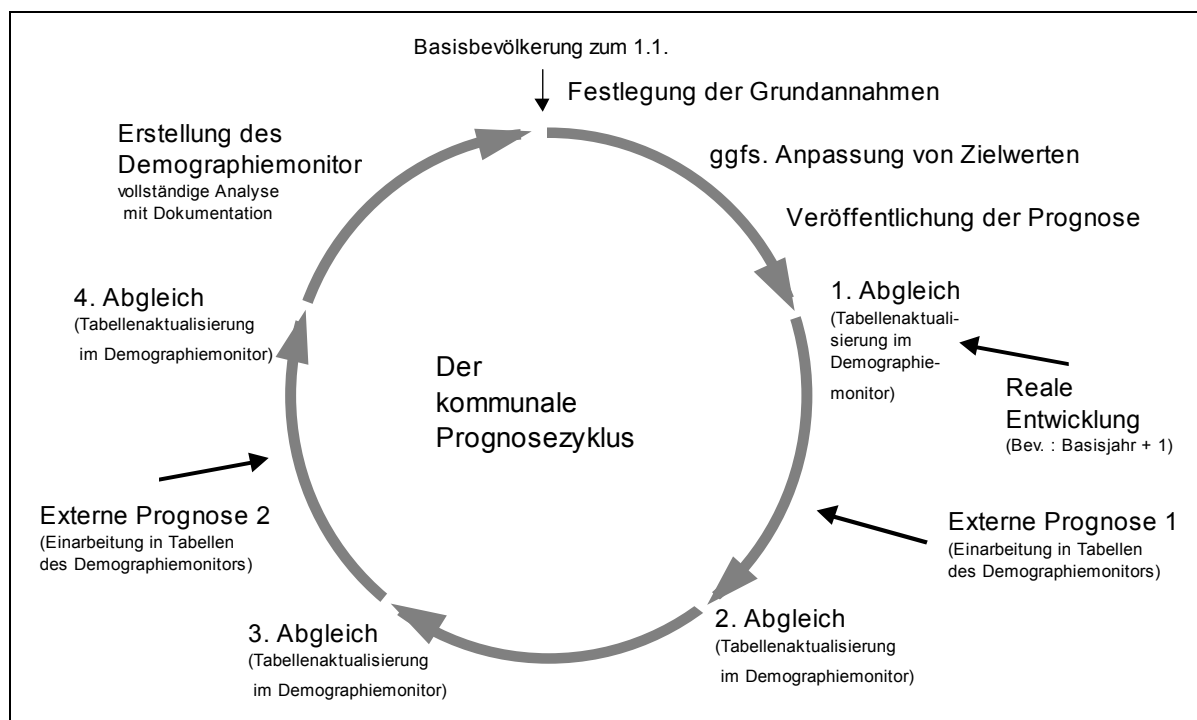 Basisbevölkerung zum 1.1.
Festlegung der Grundannahmen
ggfs. Anpassung von Zielwerten
Veröffentlichung der Prognose
1. Abgleich
(Tabellenaktuali-
sierung im
Demographie-
monitor)
Reale
Entwicklung
(Bev. : Basisjahr + 1)
Externe Prognose 1
(Einarbeitung in Tabellen
des Demographiemonitors)
2. Abgleich
(Tabellenaktualisierung
im Demographiemonitor)
3. Abgleich
(Tabellenaktualisierung
im Demographiemonitor)
Externe Prognose 2
(Einarbeitung in Tabellen
des Demographiemonitors)
4. Abgleich
(Tabellenaktualisierung
im Demographiemonitor)
Erstellung des
Demographiemonitor
vollständige Analyse
mit Dokumentation
Der
kommunale
Prognosezyklus